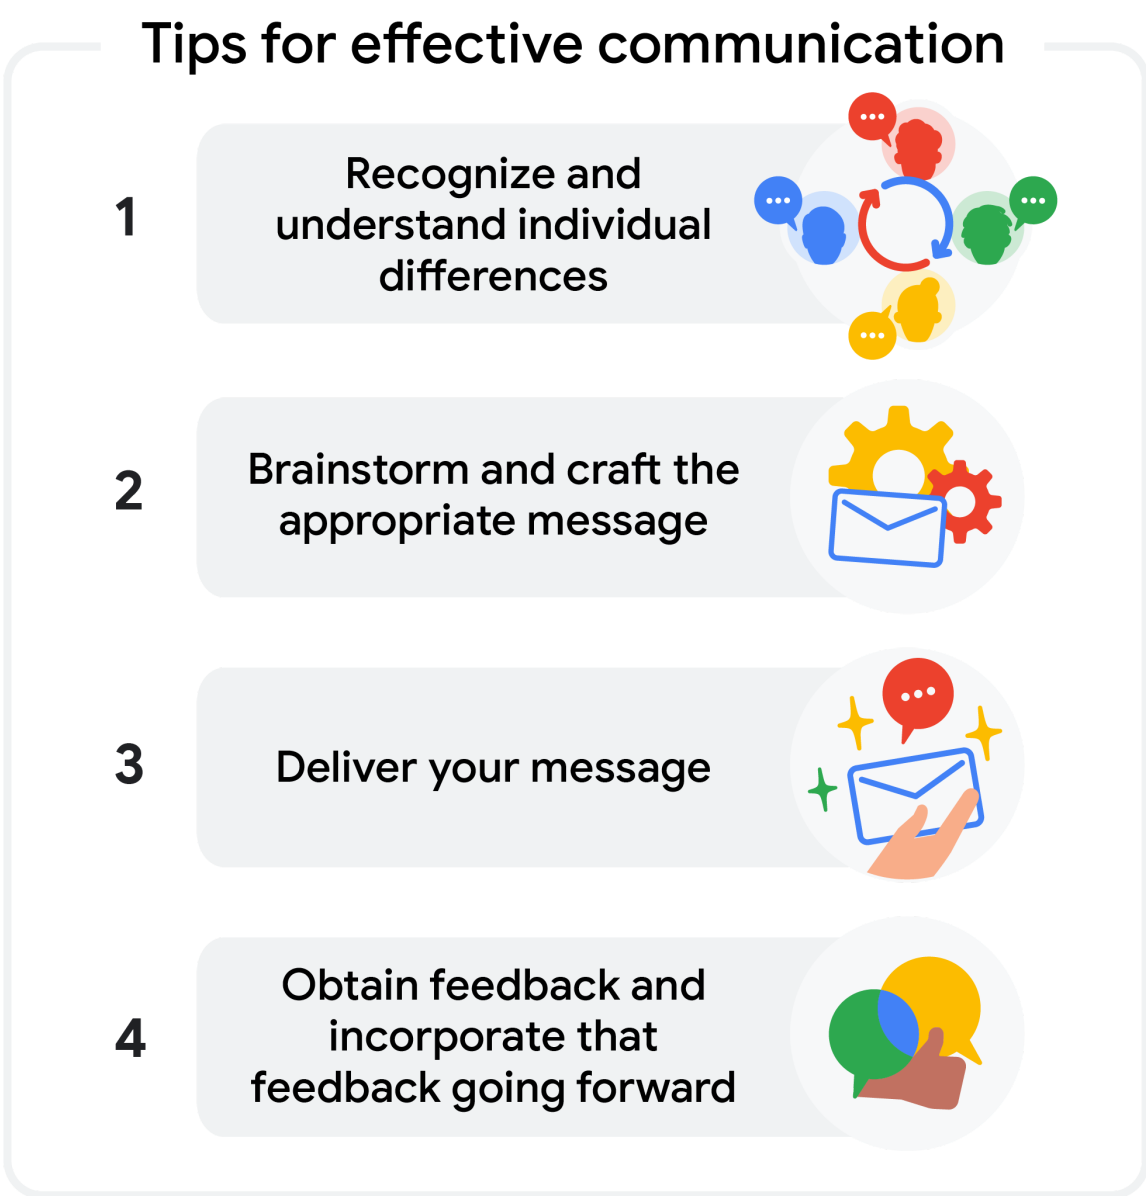 Tips for effective communication
1
Recognize and
understand individual
differences
2
Brainstorm and craft the
appropriate message
3
Deliver your message
4
Obtain feedback and
incorporate that
feedback going forward